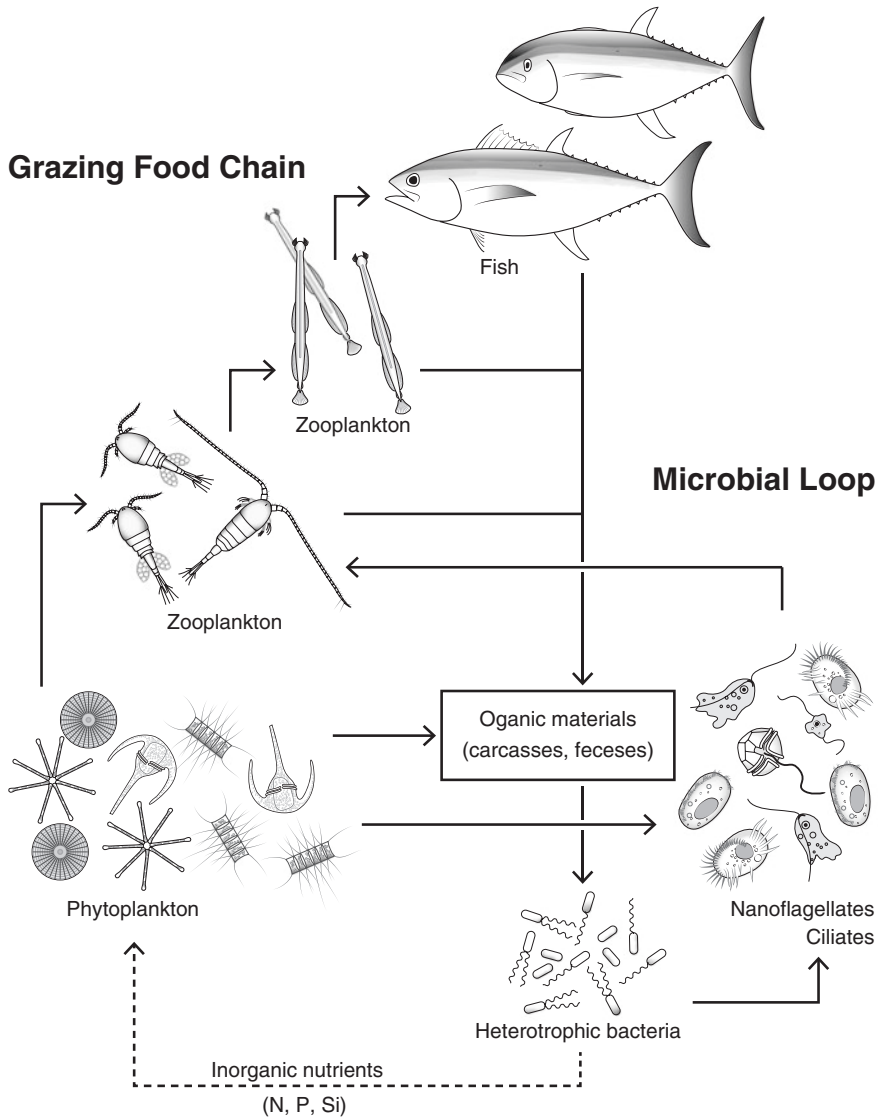 Grazing Food Chain
Fish
Zooplankton
Microbial Loop
Zooplankton
Oganic materials
(carcasses, feceses)
Phytoplankton
Nanoflagellates
Ciliates
Heterotrophic bacteria
Inorganic nutrients
(N, P, Si)